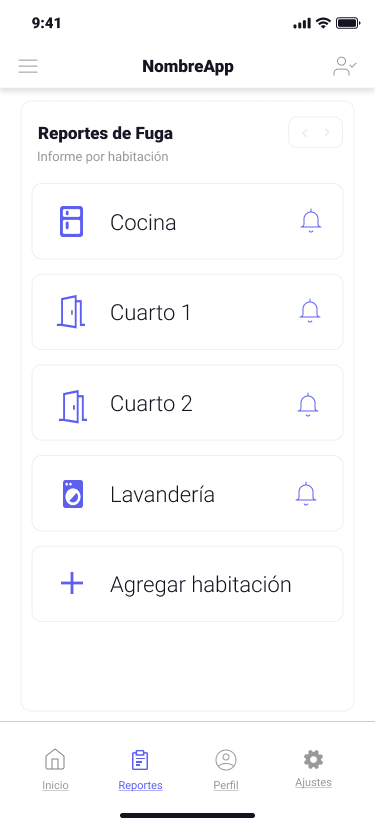 9:41
NombreApp
Reportes de Fuga
Informe por habitación
Cocina
Cuarto 1
Cuarto 2
Lavandería
Agregar habitación
Inicio
Reportes
Perfil
Ajustes